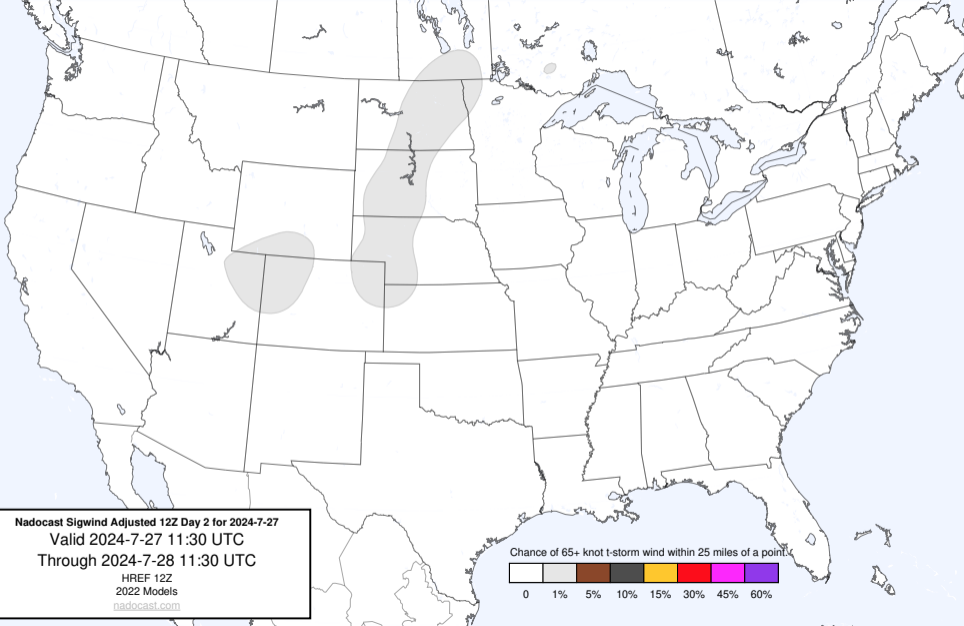 Nadocast Sigwind Adjusted 12Z Day 2 for 2024-7-27
Valid 2024-7-27 11:30 UTC
Through 2024-7-28 11:30 UTC
HREF 12Z
2022 Models
nadocast.com
Chance of 65+ knot t-storm wind within 25 miles of a point.
0 1% 5% 10% 15% 30% 45% 60%